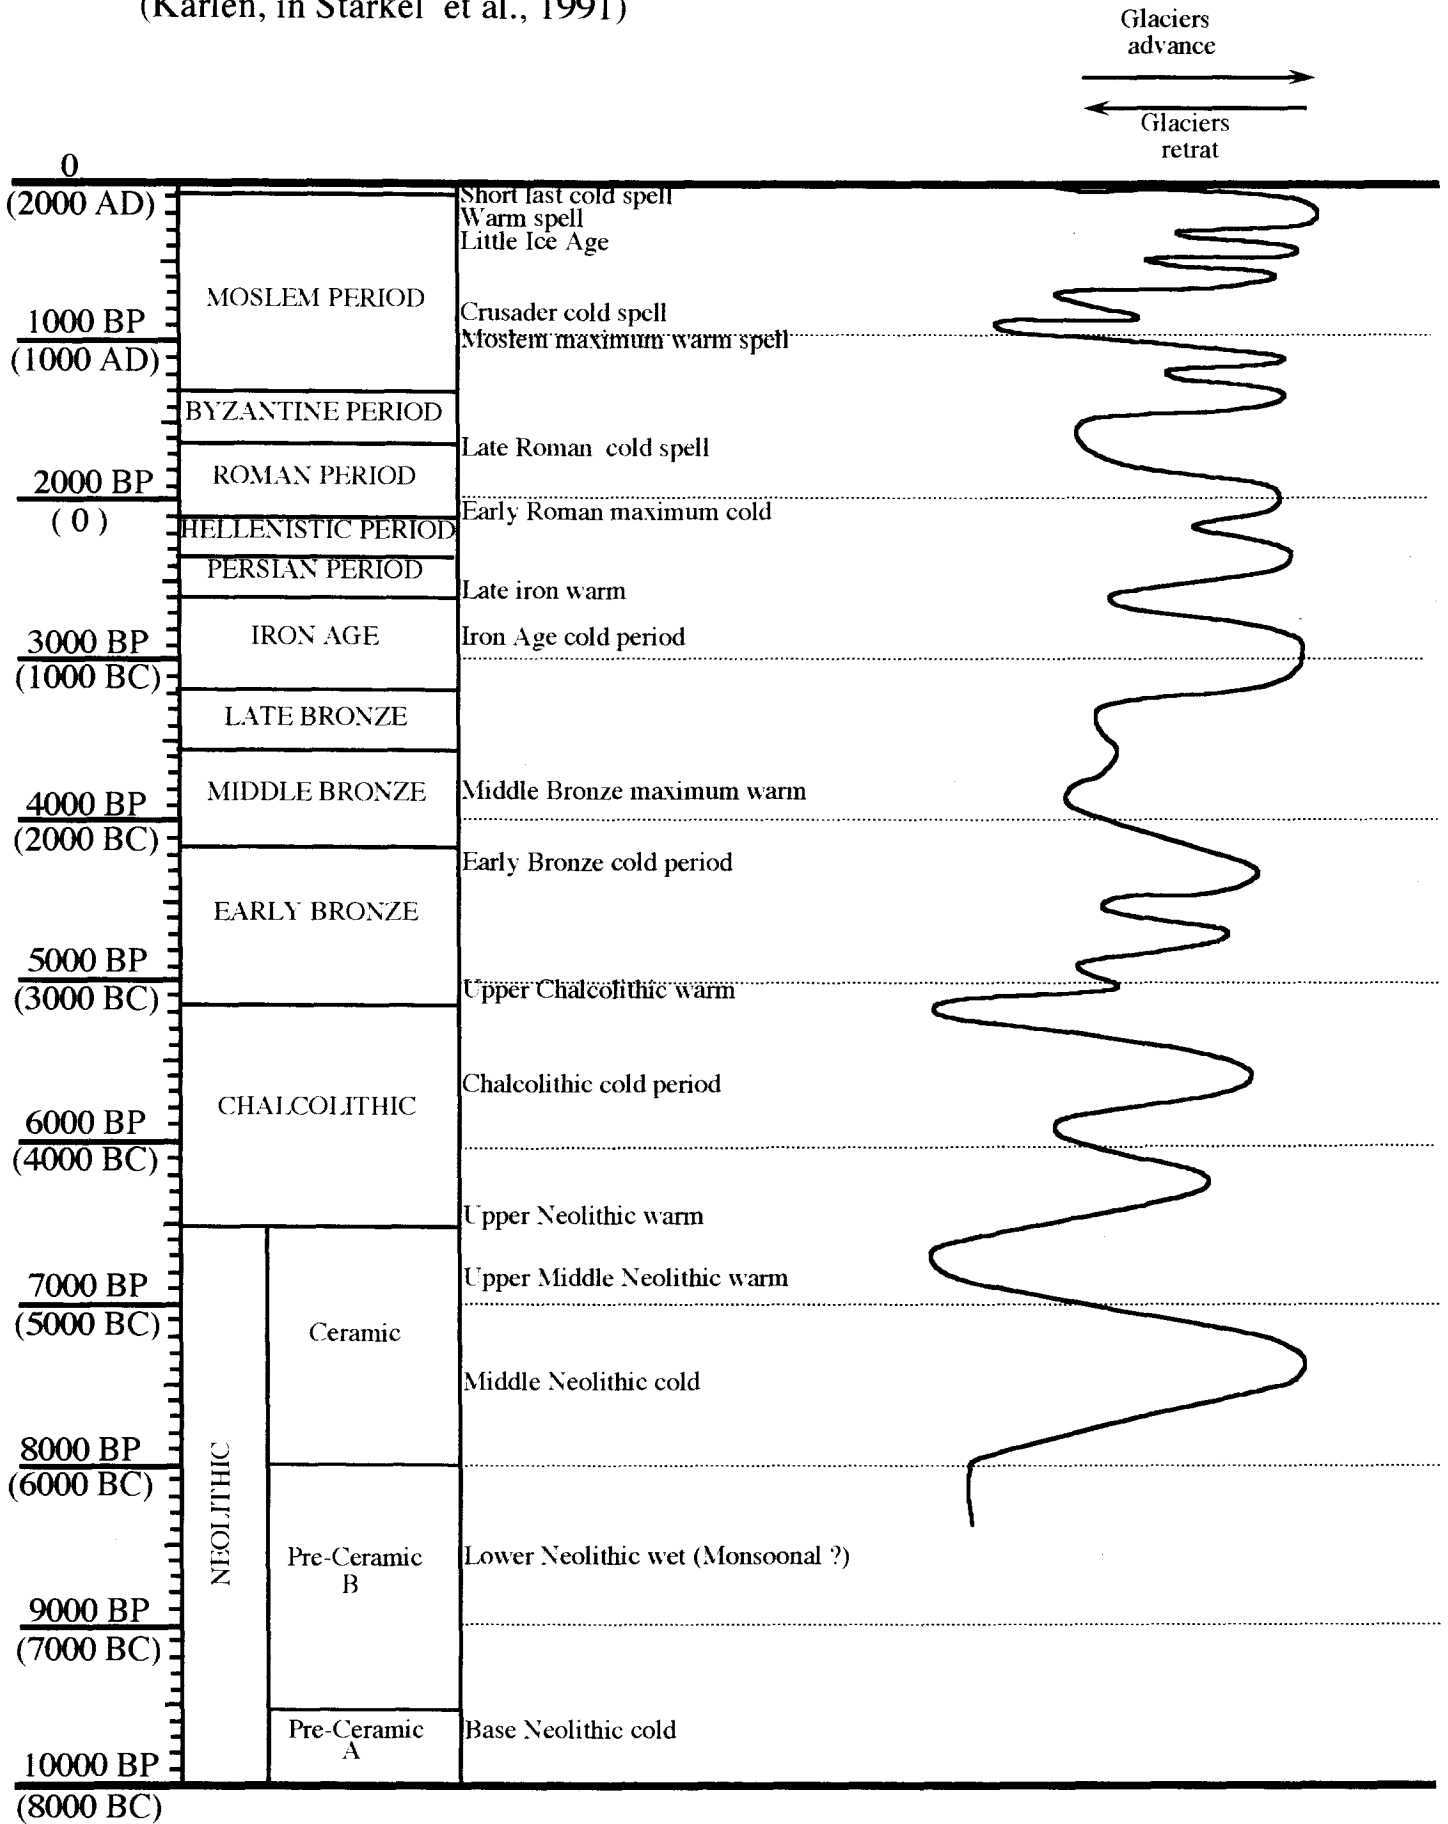 (Karlen, in Starkel et al., 1991)
Glaciers
advance
Glaciers
retrat
0
(2000 AD)
Short last cold spell
Warm spell
Little Ice Age
MOSLEM PERIOD
Crusader cold spell
1000 BP
(1000 AD)
Moslem maximum warm spell
BYZANTINE PERIOD
Late Roman cold spell
ROMAN PERIOD
2000 BP
( 0 )
Early Roman maximum cold
HELLENISTIC PERIOD
PERSIAN PERIOD
Late iron warm
IRON AGE
Iron Age cold period
3000 BP
(1000 BC)
LATE BRONZE
MIDDLE BRONZE
Middle Bronze maximum warm
4000 BP
(2000 BC)
Early Bronze cold period
EARLY BRONZE
5000 BP
(3000 BC)
Upper Chalcolithic warm
Chalcolithic cold period
CHALCOLITHIC
6000 BP
(4000 BC)
Upper Neolithic warm
Upper Middle Neolithic warm
7000 BP
(5000 BC)
Ceramic
Middle Neolithic cold
8000 BP
(6000 BC)
NEOLITHIC
Pre-Ceramic
B
Lower Neolithic wet (Monsoonal ?)
9000 BP
(7000 BC)
Pre-Ceramic
A
Base Neolithic cold
10000 BP
(8000 BC)